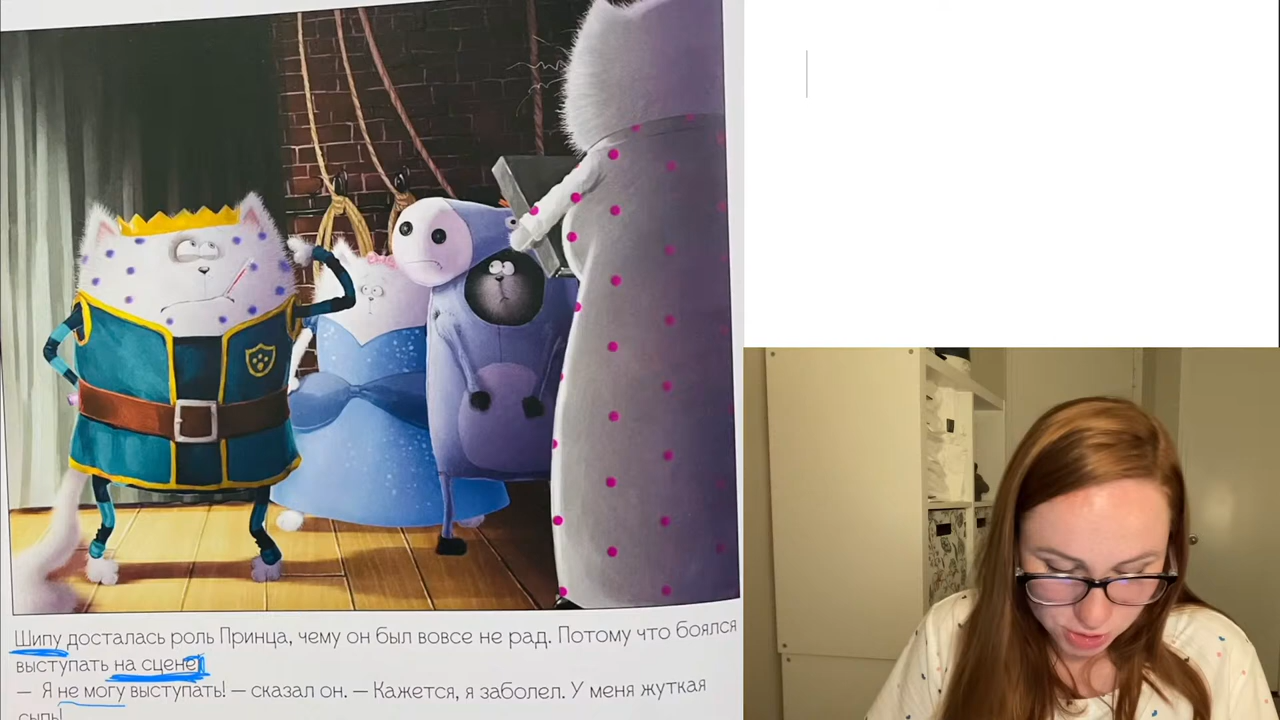 Шипу досталась роль Принца, чему он был вовсе не рад. Потому что боялся
выступать на сцене
— Я не могу выступать! — сказал он. — Кажется, я заболел. У меня жуткая
сыпь!